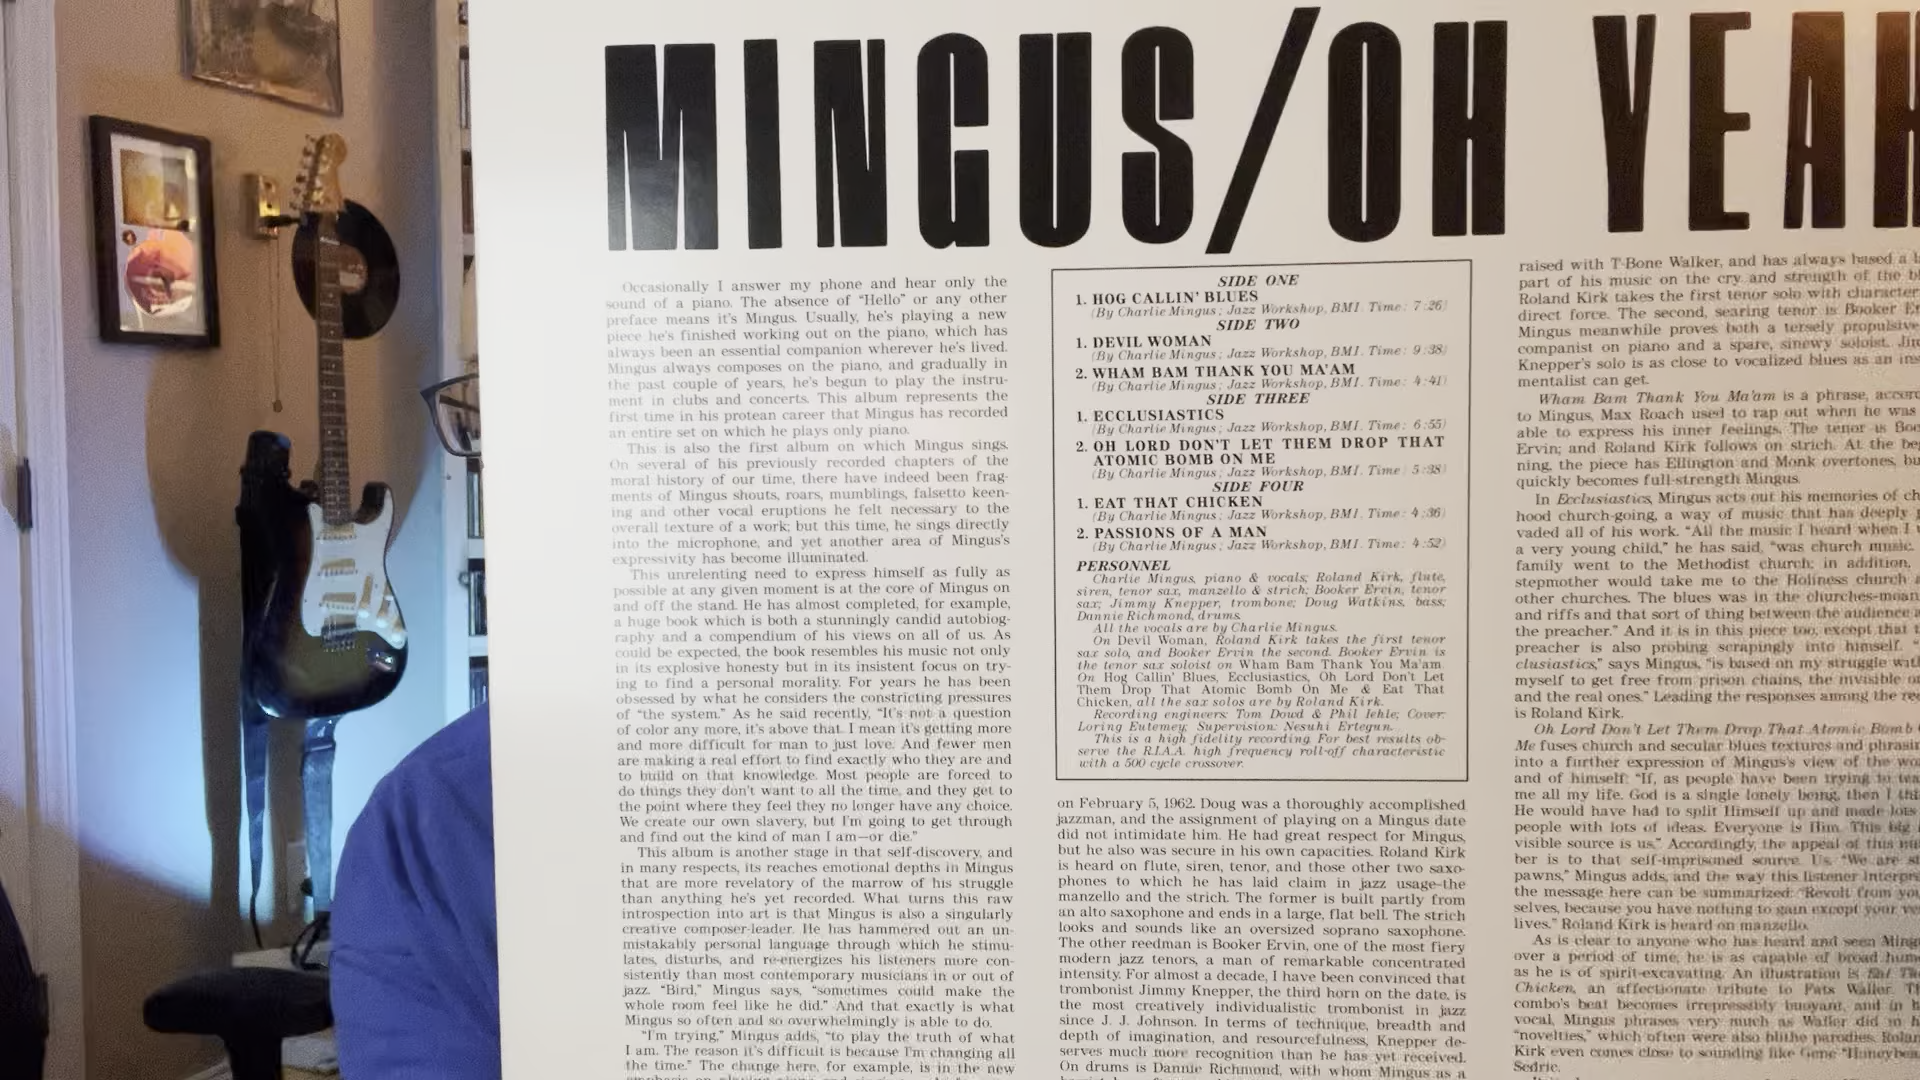 MINGUS/OH YEAH
Occasionally I answer my phone and hear only the
sound of a piano. The absence of “Hello” or any other
preface means it's Mingus. Usually, he's playing a new
piece he's finished working out on the piano, which has
always been an essential companion wherever he's lived.
Mingus always composes on the piano, and gradually in
the past couple of years, he's begun to play the instru-
ment in clubs and concerts. This album represents the
first time in his protean career that Mingus has recorded
an entire set on which he plays only piano.
This is also the first album on which Mingus sings.
On several of his previously recorded chapters of the
moral history of our time, there have indeed been frag-
ments of Mingus shouts, roars, mumblings, falsetto keen-
ing and other vocal eruptions he felt necessary to the
overall texture of a work; but this time, he sings directly
into the microphone, and yet another area of Mingus's
expressivity has become illuminated.
This unrelenting need to express himself as fully as
possible at any given moment is at the core of Mingus on
and off the stand. He has almost completed, for example,
a huge book which is both a stunningly candid autobiog-
raphy and a compendium of his views on all of us. As
could be expected, the book resembles his music not only
in its explosive honesty but in its insistent focus on try-
ing to find a personal morality. For years he has been
obsessed by what he considers the constricting pressures
of “the system.” As he said recently, “It's not a question
of color any more, it's above that. I mean it's getting more
and more difficult for man to just love. And fewer men
are making a real effort to find exactly who they are and
to build on that knowledge. Most people are forced to
do things they don't want to all the time, and they get to
the point where they feel they no longer have any choice.
We create our own slavery, but I'm going to get through
and find out the kind of man I am—or die.”
This album is another stage in that self-discovery, and
in many respects, its reaches emotional depths in Mingus
that are more revelatory of the marrow of his struggle
than anything he's yet recorded. What turns this raw
introspection into art is that Mingus is also a singularly
creative composer-leader. He has hammered out an un-
mistakably personal language through which he stimu-
lates, disturbs, and re-energizes his listeners more con-
sistently than most contemporary musicians in or out of
jazz. “Bird,” Mingus says, “sometimes could make the
whole room feel like he did.” And that exactly is what
Mingus so often and so overwhelmingly is able to do.
“I'm trying,” Mingus adds, “to play the truth of what
I am. The reason it's difficult is because I'm changing all
the time.” The change here, for example, is in the new
SIDE ONE
1. HOG CALLIN' BLUES
(By Charlie Mingus; Jazz Workshop, BMI. Time: 7:26)
SIDE TWO
1. DEVIL WOMAN
(By Charlie Mingus; Jazz Workshop, BMI. Time: 9:38)
2. WHAM BAM THANK YOU MA'AM
(By Charlie Mingus; Jazz Workshop, BMI. Time: 4:41)
SIDE THREE
1. ECCLUSIASTICS
(By Charlie Mingus; Jazz Workshop, BMI. Time: 6:55)
2. OH LORD DON'T LET THEM DROP THAT
ATOMIC BOMB ON ME
(By Charlie Mingus; Jazz Workshop, BMI. Time: 5:38)
SIDE FOUR
1. EAT THAT CHICKEN
(By Charlie Mingus; Jazz Workshop, BMI. Time: 4:36)
2. PASSIONS OF A MAN
(By Charlie Mingus; Jazz Workshop, BMI. Time: 4:52)
PERSONNEL
Charlie Mingus, piano & vocals; Roland Kirk, flute,
siren, tenor sax, manzello & strich; Booker Ervin, tenor
sax; Jimmy Knepper, trombone; Doug Watkins, bass;
Dannie Richmond, drums.
All the vocals are by Charlie Mingus.
On Devil Woman, Roland Kirk takes the first tenor
sax solo, and Booker Ervin the second. Booker Ervin is
the tenor sax soloist on Wham Bam Thank You Ma'am.
On Hog Callin' Blues, Ecclusiastics, Oh Lord Don't Let
Them Drop That Atomic Bomb On Me & Eat That
Chicken, all the sax solos are by Roland Kirk.
Recording engineers: Tom Dowd & Phil Iehle; Cover:
Loring Eutemey; Supervision: Nesuhi Ertegun.
This is a high fidelity recording. For best results ob-
serve the R.I.A.A. high frequency roll-off characteristic
with a 500 cycle crossover.
on February 5, 1962. Doug was a thoroughly accomplished
jazzman, and the assignment of playing on a Mingus date
did not intimidate him. He had great respect for Mingus,
but he also was secure in his own capacities. Roland Kirk
is heard on flute, siren, tenor, and those other two saxo-
phones to which he has laid claim in jazz usage–the
manzello and the strich. The former is built partly from
an alto saxophone and ends in a large, flat bell. The strich
looks and sounds like an oversized soprano saxophone.
The other reedman is Booker Ervin, one of the most fiery
modern jazz tenors, a man of remarkable concentrated
intensity. For almost a decade, I have been convinced that
trombonist Jimmy Knepper, the third horn on the date, is
the most creatively individualistic trombonist in jazz
since J. J. Johnson. In terms of technique, breadth and
depth of imagination, and resourcefulness, Knepper de-
serves much more recognition than he has yet received.
On drums is Dannie Richmond, with whom Mingus as a
raised with T-Bone Walker, and has always based a
part of his music on the cry and strength of the
Roland Kirk takes the first tenor solo with character
direct force. The second, searing tenor is Booker
Mingus meanwhile proves both a tersely propulsive
companist on piano and a spare, sinewy soloist.
Knepper's solo is as close to vocalized blues as an
mentalist can get.
Wham Bam Thank You Ma'am is a phrase,
to Mingus, Max Roach used to rap out when he was
able to express his inner feelings. The tenor is
Ervin; and Roland Kirk follows on strich. At the
ning, the piece has Ellington and Monk overtones,
quickly becomes full-strength Mingus.
In Ecclusiastics, Mingus acts out his memories of
hood church-going, a way of music that has deeply
vaded all of his work. “All the music I heard when I
a very young child,” he has said, “was church music.
family went to the Methodist church; in addition,
stepmother would take me to the Holiness church
other churches. The blues was in the churches–
and riffs and that sort of thing between the audience
the preacher.” And it is in this piece too, except that
preacher is also probing scrapingly into himself.
clusiastics,” says Mingus, “is based on my struggle
myself to get free from prison chains, the invisible
and the real ones.” Leading the responses among the
is Roland Kirk.
Oh Lord Don't Let Them Drop That Atomic Bomb
Me fuses church and secular blues textures and
into a further expression of Mingus's view of the
and of himself: “If, as people have been trying to
me all my life, God is a single lonely being, then I
He would have had to split Himself up and made lots
people with lots of ideas. Everyone is Him. This big
visible source is us.” Accordingly, the appeal of this
ber is to that self-imprisoned source. Us. “We are
pawns,” Mingus adds, and the way this listener
the message here can be summarized: “Revolt from
selves, because you have nothing to gain except your
lives.” Roland Kirk is heard on manzello.
As is clear to anyone who has heard and seen
over a period of time, he is as capable of broad
as he is of spirit-excavating. An illustration is
Chicken, an affectionate tribute to Fats Waller.
combo's beat becomes irrepressibly buoyant, and in
vocal, Mingus phrases very much as Waller did in
“novelties,” which often were also blithe parodies.
Kirk even comes close to sounding like Gene
Sedric.